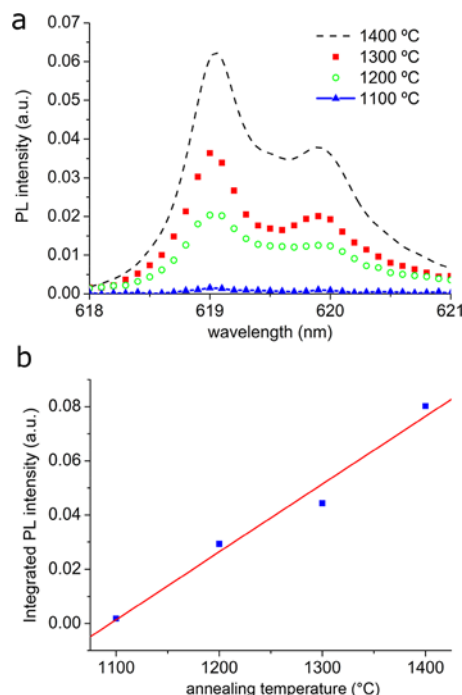 a
0.07
0.06
0.05
0.04
0.03
0.02
0.01
0.00
PL intensity (a.u.)
1400 ºC
1300 ºC
1200 ºC
1100 ºC
618 619 620 621
wavelength (nm)
b
0.08
0.06
0.04
0.02
0.00
Integrated PL intensity (a.u.)
1100 1200 1300 1400
annealing temperature (°C)